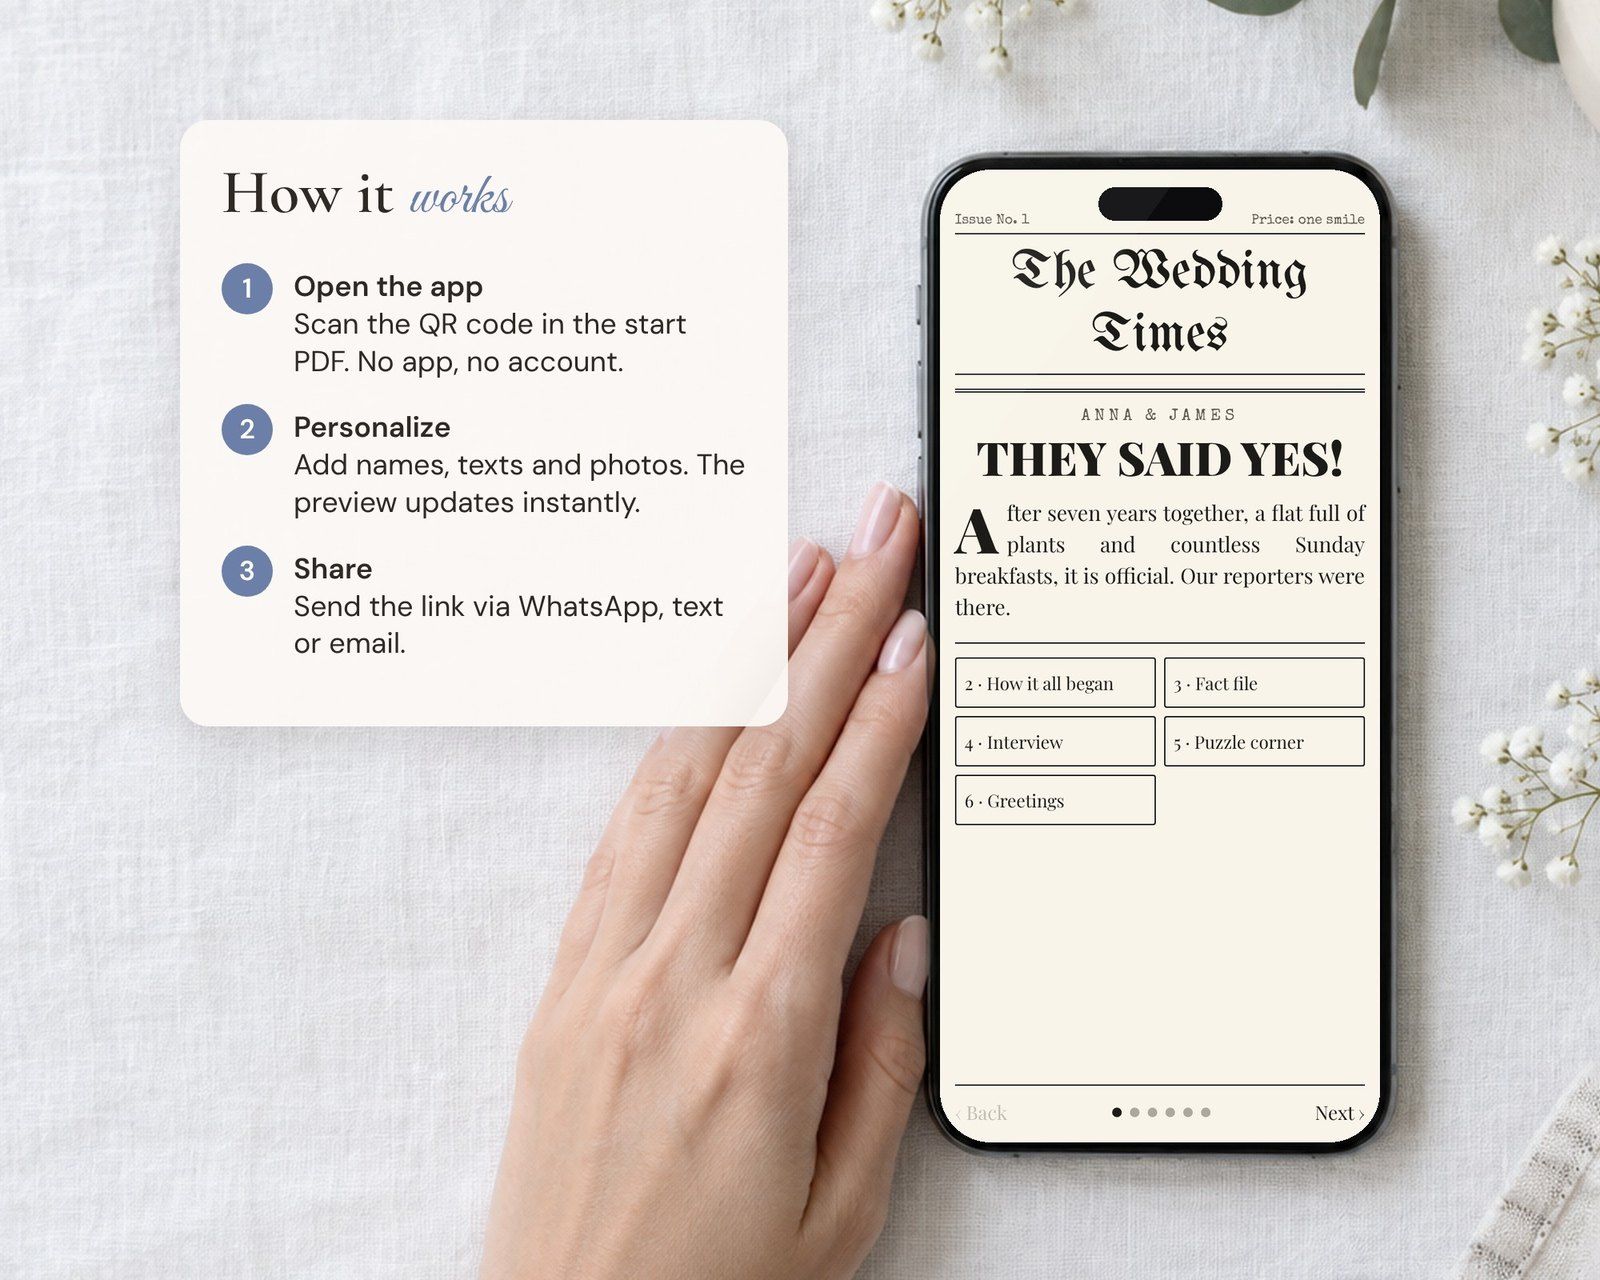 How it works
1
Open the app
Scan the QR code in the start
PDF. No app, no account.
2
Personalize
Add names, texts and photos. The
preview updates instantly.
3
Share
Send the link via WhatsApp, text
or email.
Issue No. 1
Price: one smile
The Wedding
Times
ANNA & JAMES
THEY SAID YES!
After seven years together, a flat full of
plants and countless Sunday
breakfasts, it is official. Our reporters were
there.
2 · How it all began
3 · Fact file
4 · Interview
5 · Puzzle corner
6 · Greetings
‹ Back
Next ›